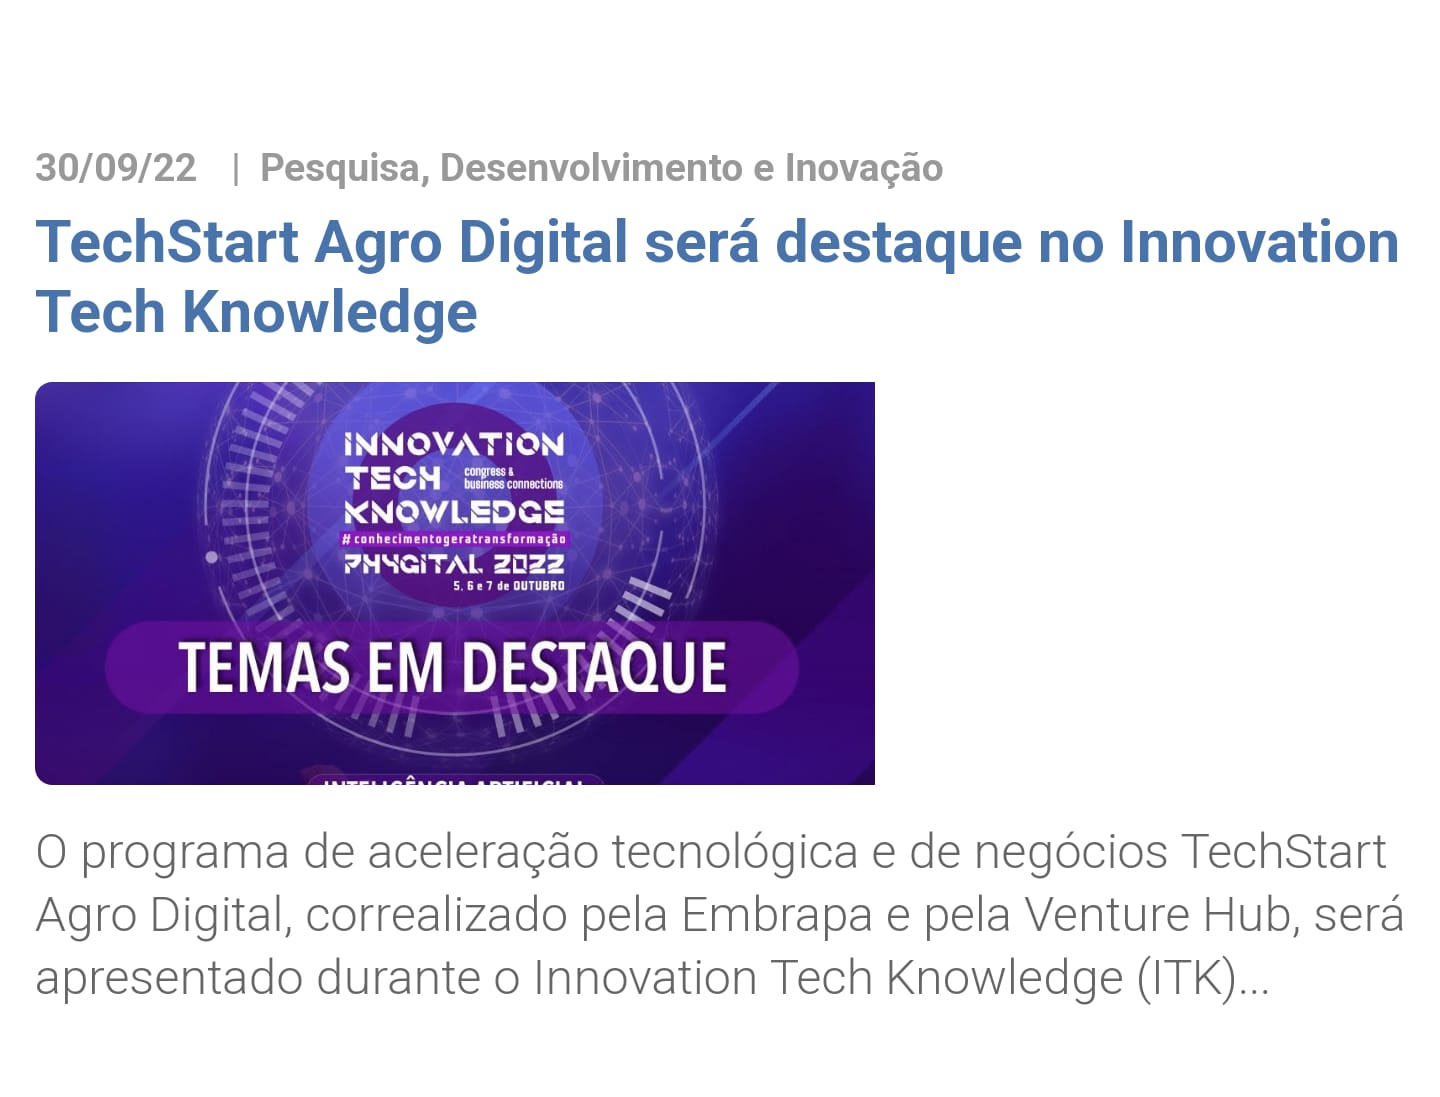 30/09/22 | Pesquisa, Desenvolvimento e Inovação
TechStart Agro Digital será destaque no Innovation
Tech Knowledge
INNOVATION
TECH congress &
business connections
KNOWLEDGE
#conhecimentogeratransformação
PHYGITAL 2022
5, 6 e 7 de OUTUBRO
TEMAS EM DESTAQUE
INTELIGÊNCIA ARTIFICIAL
O programa de aceleração tecnológica e de negócios TechStart
Agro Digital, correalizado pela Embrapa e pela Venture Hub, será
apresentado durante o Innovation Tech Knowledge (ITK)...